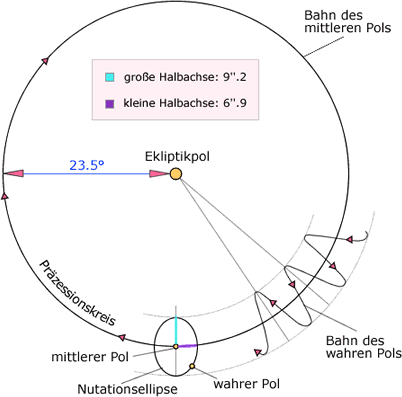 Bahn des
mittleren Pols
große Halbachse: 9".2
kleine Halbachse: 6".9
Ekliptikpol
23.5°
Präzessionskreis
mittlerer Pol
Nutationsellipse
wahrer Pol
Bahn des
wahren Pols